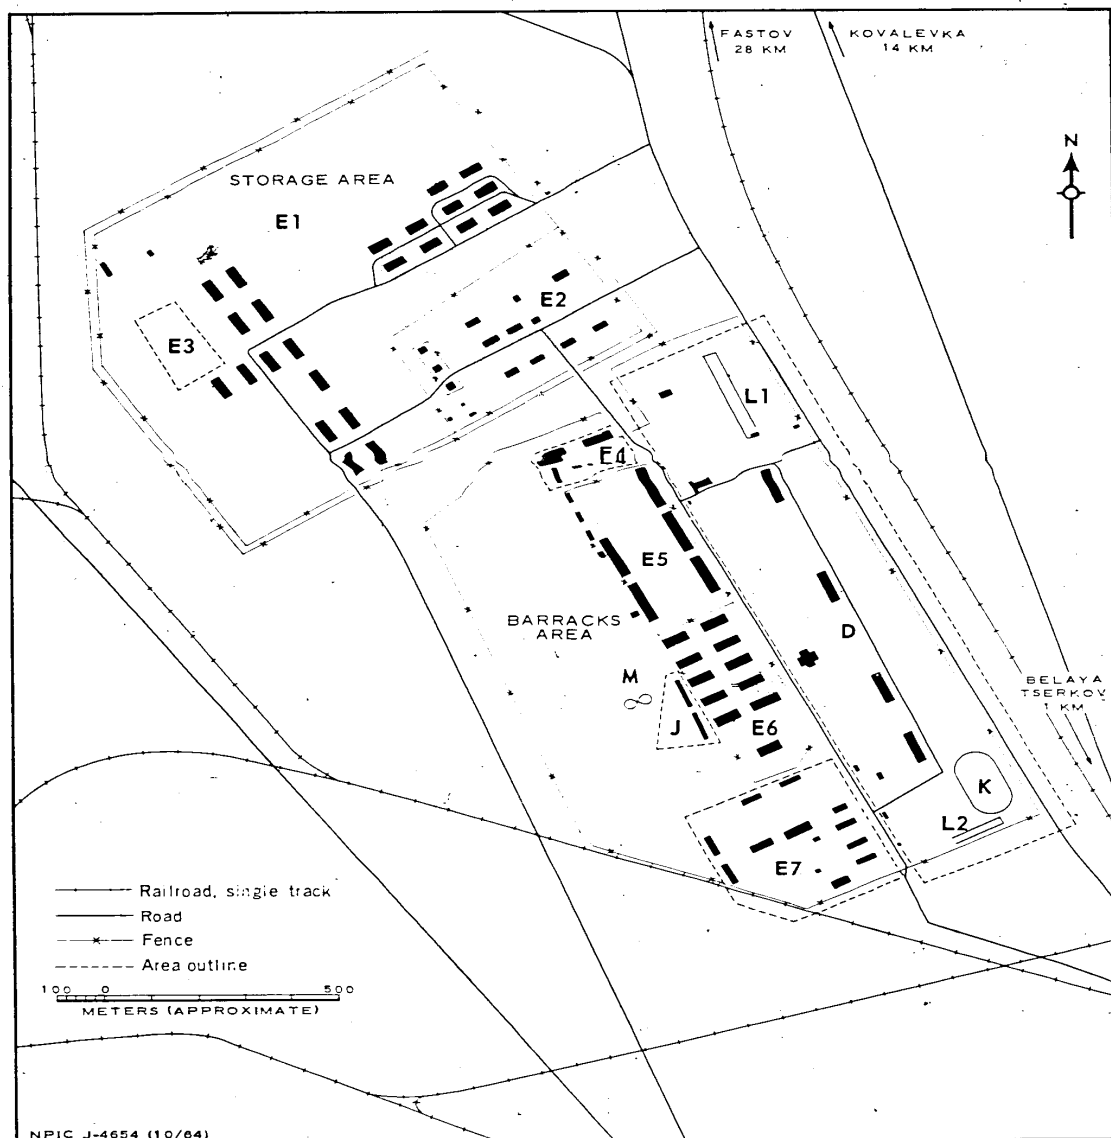 FASTOV
28 KM
KOVALEVKA
14 KM
N
STORAGE AREA
E1
E2
E3
L1
E4
E5
BARRACKS
AREA
D
M
BELAYA
TSERKOV
1 KM
J
E6
K
L2
E7
Railroad, single track
Road
Fence
Area outline
100 0 500
METERS (APPROXIMATE)
NPIC J-4654 (10/64)